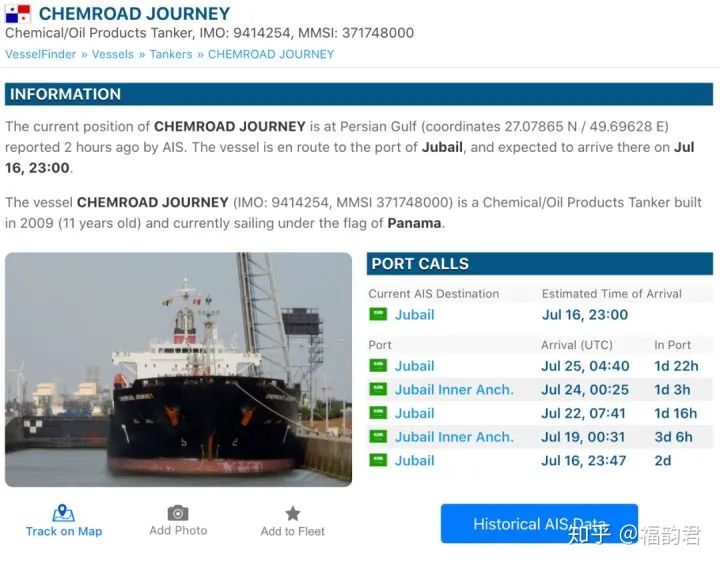 CHEMROAD JOURNEY
Chemical/Oil Products Tanker, IMO: 9414254, MMSI: 371748000
VesselFinder » Vessels » Tankers » CHEMROAD JOURNEY
INFORMATION
The current position of CHEMROAD JOURNEY is at Persian Gulf (coordinates 27.07865 N / 49.69628 E)
reported 2 hours ago by AIS. The vessel is en route to the port of Jubail, and expected to arrive there on Jul
16, 23:00.
The vessel CHEMROAD JOURNEY (IMO: 9414254, MMSI 371748000) is a Chemical/Oil Products Tanker built
in 2009 (11 years old) and currently sailing under the flag of Panama.
CHEMROAD JOURNEY
Track on Map
Add Photo
Add to Fleet
PORT CALLS
Current AIS Destination Estimated Time of Arrival
Jubail Jul 16, 23:00
Port Arrival (UTC) In Port
Jubail Jul 25, 04:40 1d 22h
Jubail Inner Anch. Jul 24, 00:25 1d 3h
Jubail Jul 22, 07:41 1d 16h
Jubail Inner Anch. Jul 19, 00:31 3d 6h
Jubail Jul 16, 23:47 2d
Historical AIS Data
知乎 @福韵君